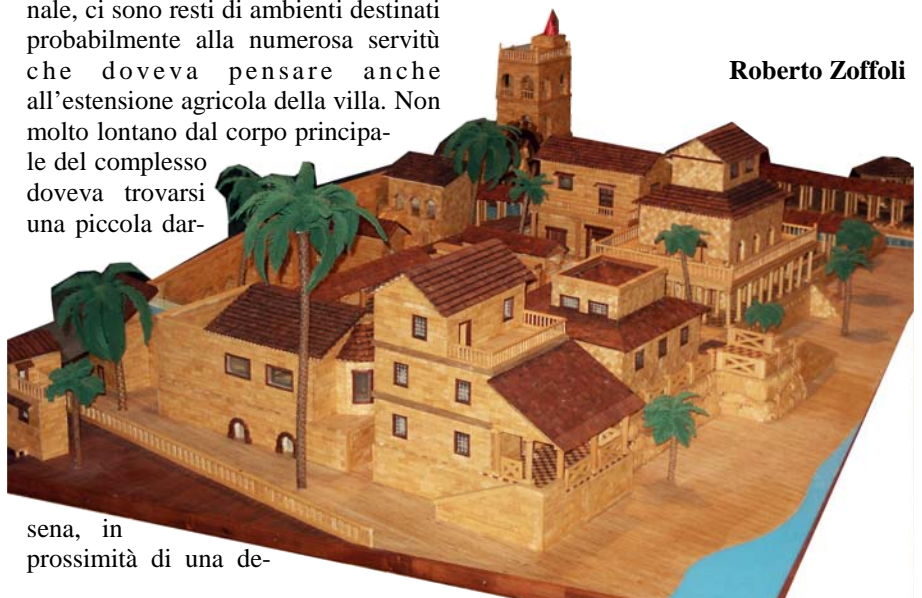 nale, ci sono resti di ambienti destinati
probabilmente alla numerosa servitù
che doveva pensare anche
all'estensione agricola della villa. Non
molto lontano dal corpo principa-
le del complesso
doveva trovarsi
una piccola dar-
sena, in
prossimità di una de-
Roberto Zoffoli